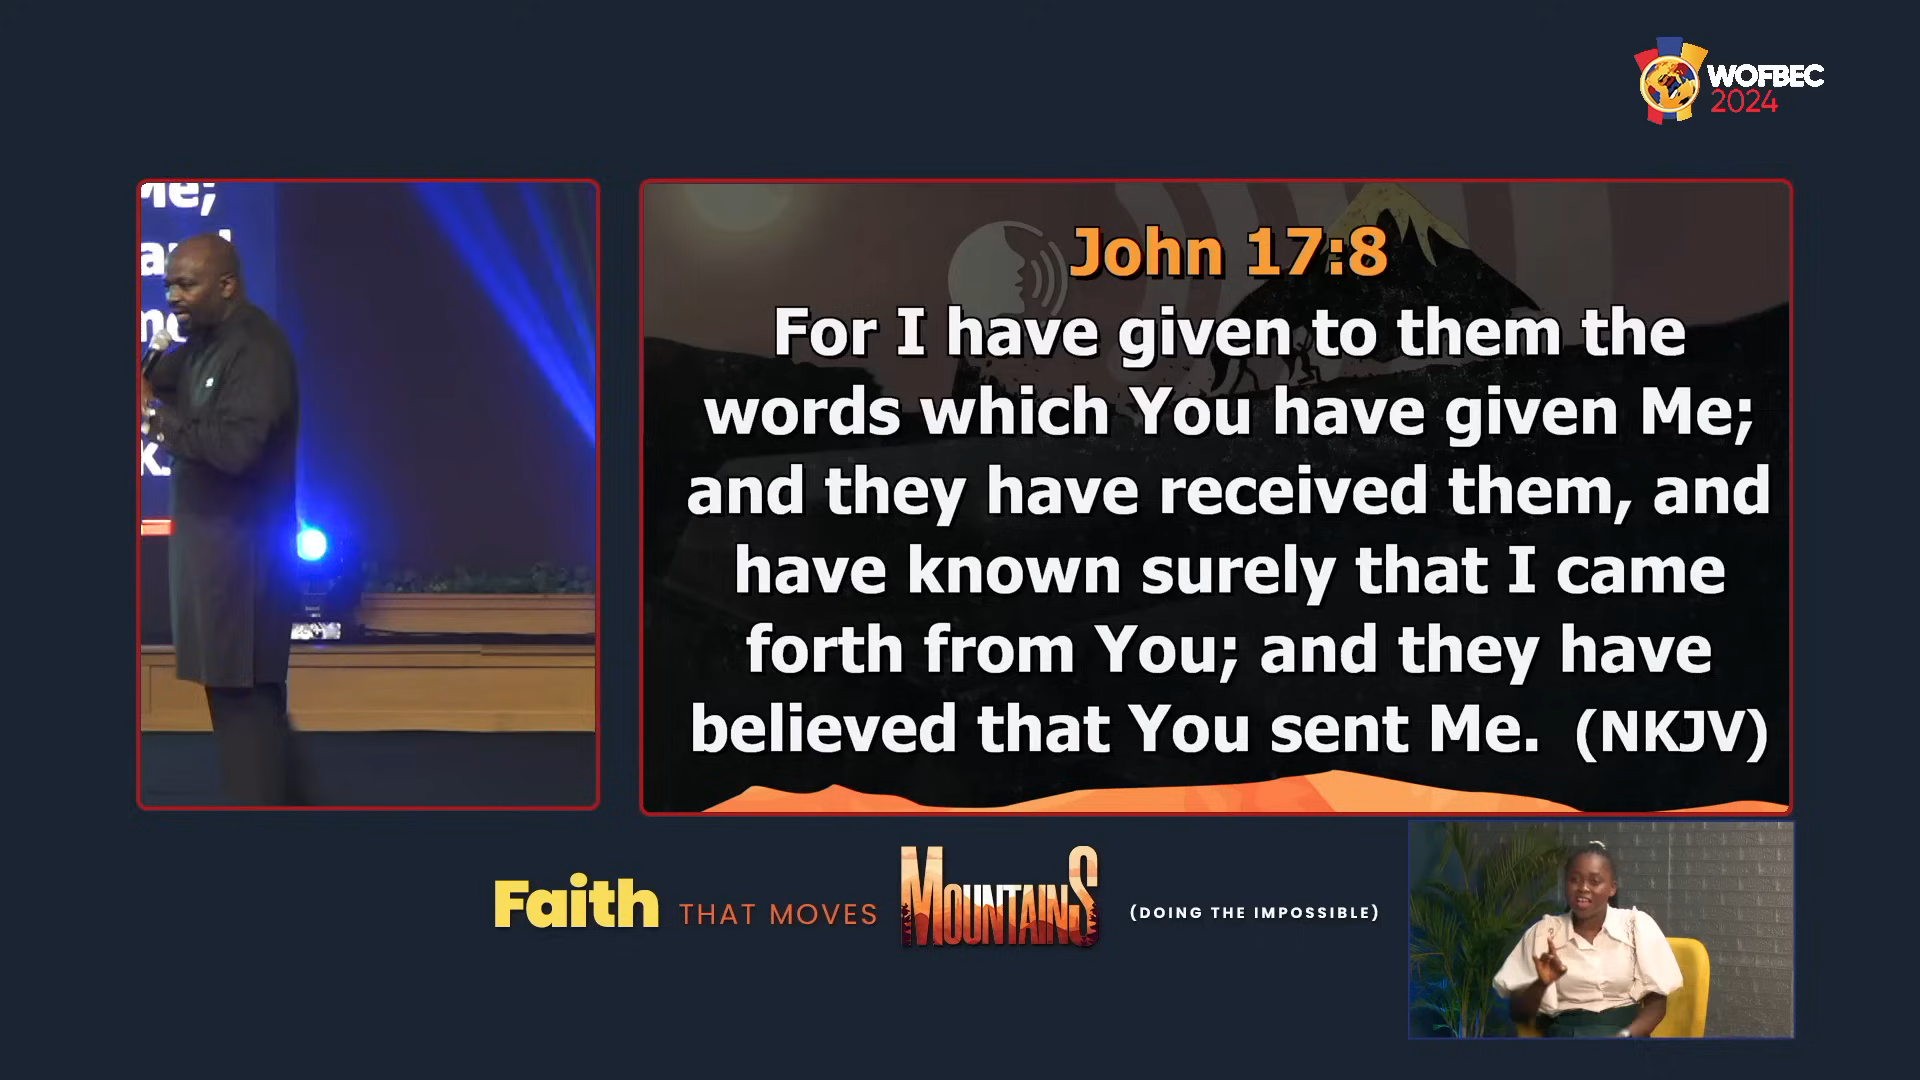 WOFBEC
2024
Me;
John 17:8
For I have given to them the
words which You have given Me;
and they have received them, and
have known surely that I came
forth from You; and they have
believed that You sent Me. (NKJV)
Faith THAT MOVES MOUNTAINS (DOING THE IMPOSSIBLE)